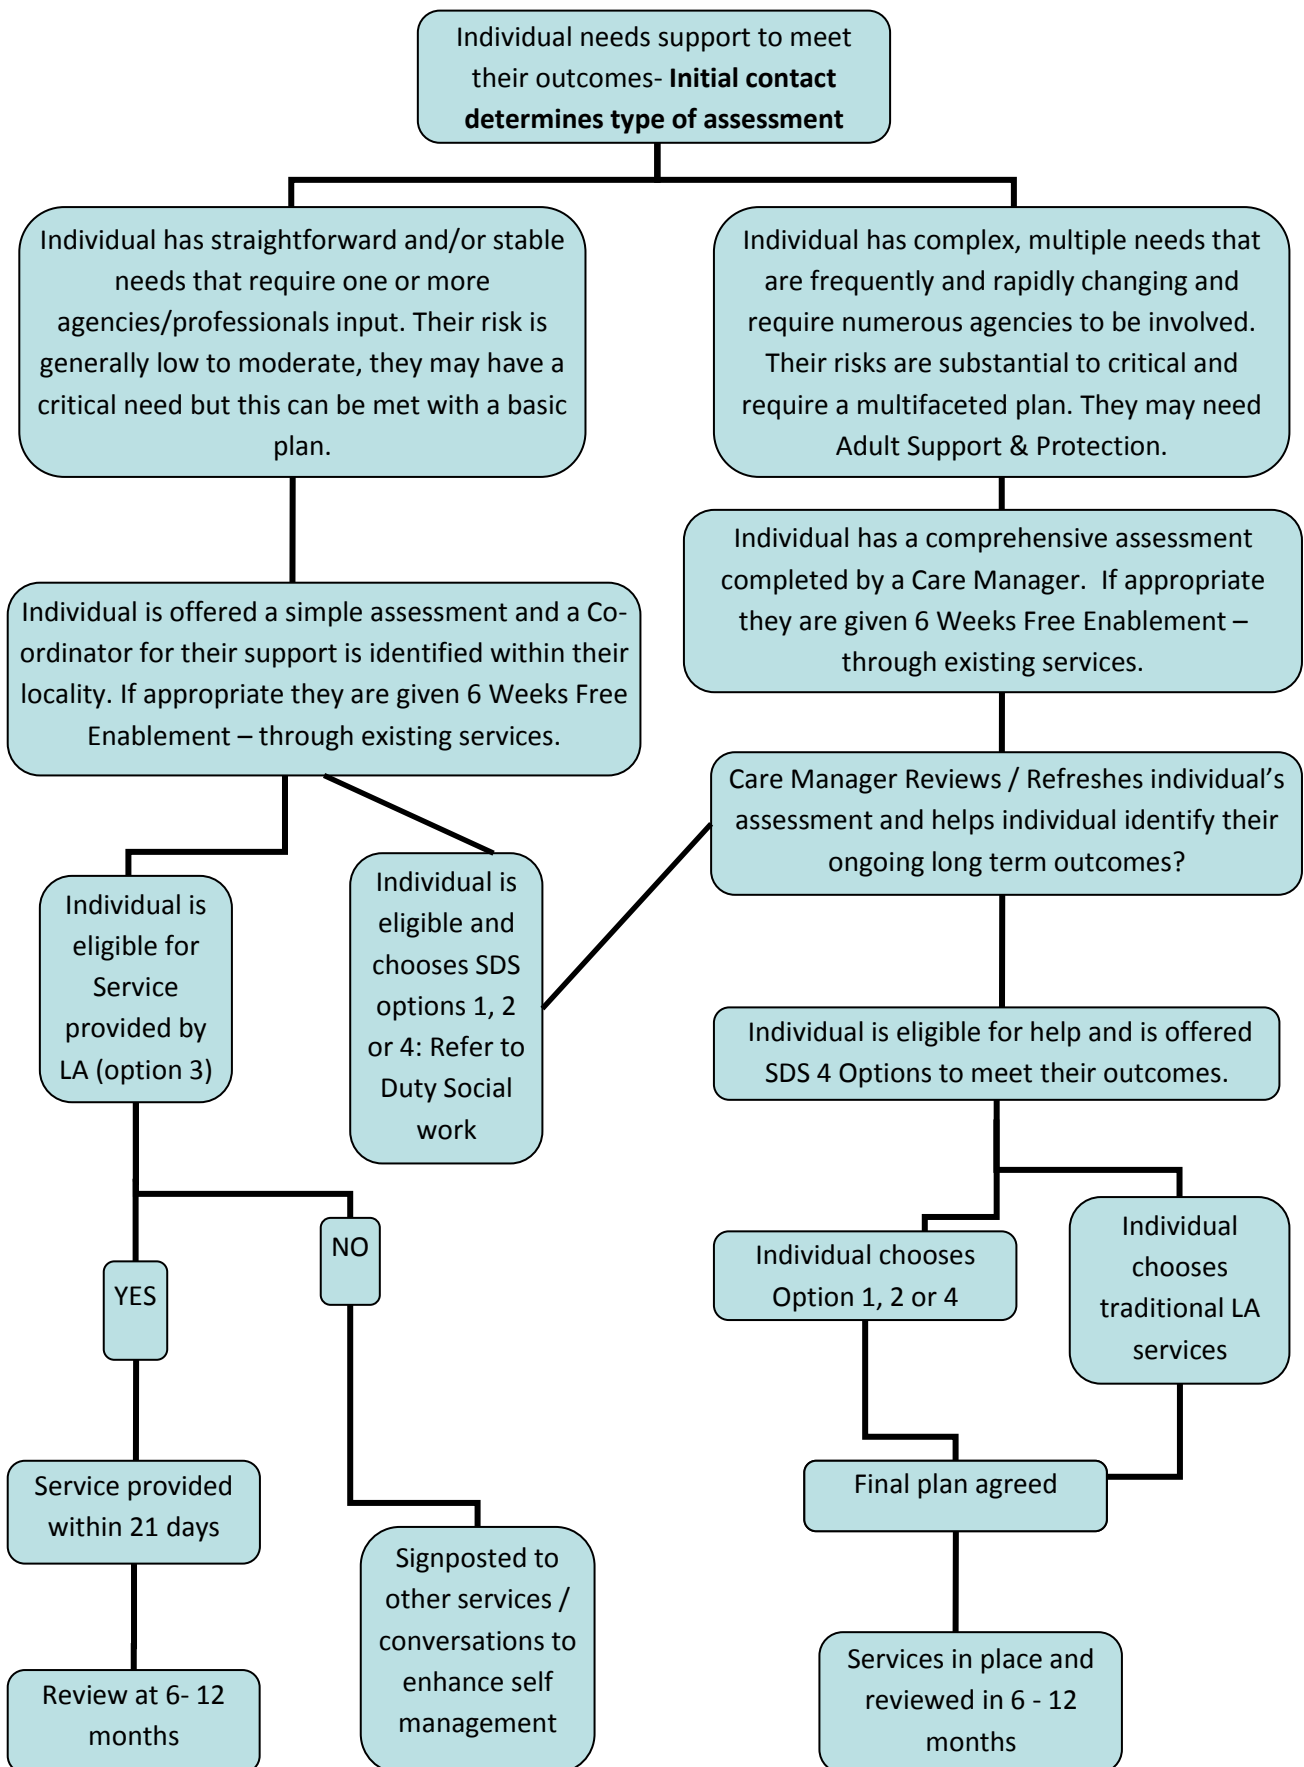 Individual needs support to meet
their outcomes- Initial contact
determines type of assessment
Individual has straightforward and/or stable
needs that require one or more
agencies/professionals input. Their risk is
generally low to moderate, they may have a
critical need but this can be met with a basic
plan.
Individual has complex, multiple needs that
are frequently and rapidly changing and
require numerous agencies to be involved.
Their risks are substantial to critical and
require a multifaceted plan. They may need
Adult Support & Protection.
Individual has a comprehensive assessment
completed by a Care Manager.  If appropriate
they are given 6 Weeks Free Enablement –
through existing services.
Individual is offered a simple assessment and a Co-
ordinator for their support is identified within their
locality. If appropriate they are given 6 Weeks Free
Enablement – through existing services.
Care Manager Reviews / Refreshes individual’s
assessment and helps individual identify their
ongoing long term outcomes?
Individual is
eligible for
Service
provided by
LA (option 3)
Individual is
eligible and
chooses SDS
options 1, 2
or 4: Refer to
Duty Social
work
Individual is eligible for help and is offered
SDS 4 Options to meet their outcomes.
YES
NO
Individual chooses
Option 1, 2 or 4
Individual
chooses
traditional LA
services
Service provided
within 21 days
Signposted to
other services /
conversations to
enhance self
management
Final plan agreed
Review at 6- 12
months
Services in place and
reviewed in 6 - 12
months